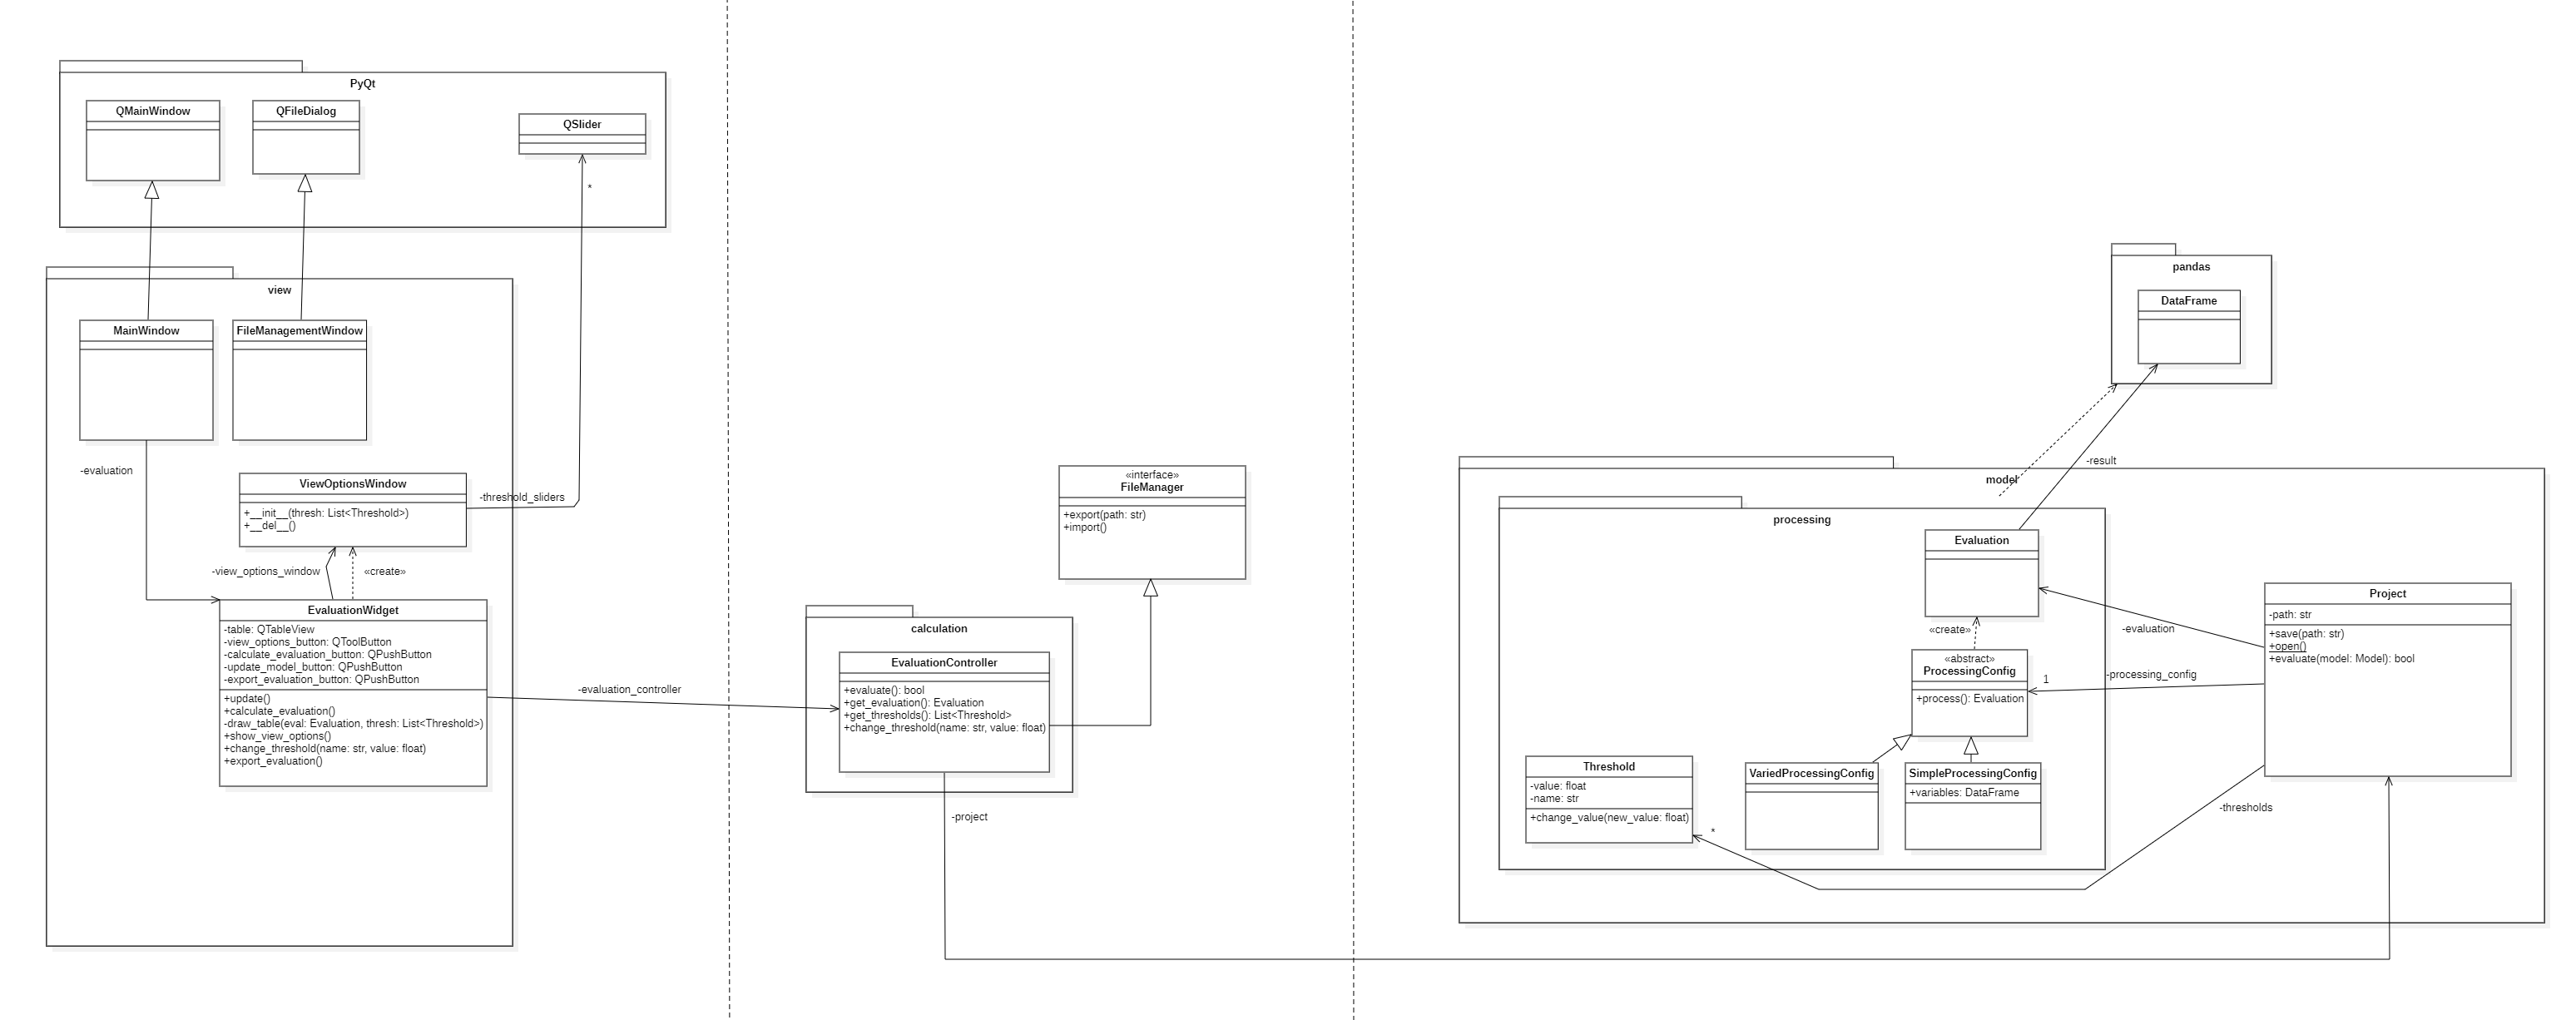 PyQt
QMainWindow
QFileDialog
QSlider
*
view
MainWindow
FileManagementWindow
-evaluation
ViewOptionsWindow
+__init__(thresh: List<Threshold>)
+__del__()
-threshold_sliders
-view_options_window
«create»
EvaluationWidget
-table: QTableView
-view_options_button: QToolButton
-calculate_evaluation_button: QPushButton
-update_model_button: QPushButton
-export_evaluation_button: QPushButton
+update()
+calculate_evaluation()
-draw_table(eval: Evaluation, thresh: List<Threshold>)
+show_view_options()
+change_threshold(name: str, value: float)
+export_evaluation()
-evaluation_controller
«interface»
FileManager
+export(path: str)
+import()
calculation
EvaluationController
+evaluate(): bool
+get_evaluation(): Evaluation
+get_thresholds(): List<Threshold>
+change_threshold(name: str, value: float)
-project
pandas
DataFrame
-result
model
processing
Evaluation
«create»
«abstract»
ProcessingConfig
+process(): Evaluation
-evaluation
-processing_config
1
Project
-path: str
+save(path: str)
+open()
+evaluate(model: Model): bool
Threshold
-value: float
-name: str
+change_value(new_value: float)
*
VariedProcessingConfig
SimpleProcessingConfig
+variables: DataFrame
-thresholds